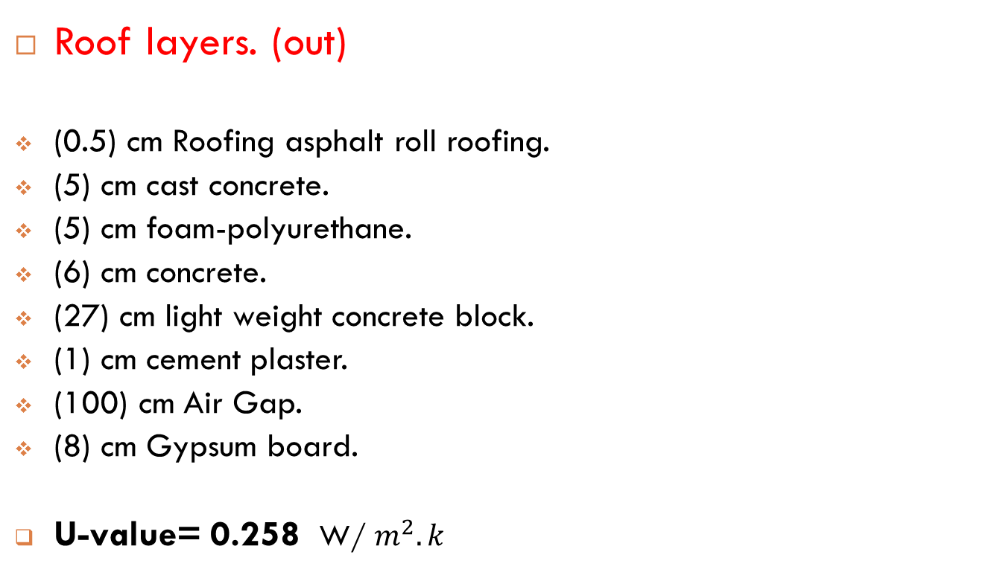 Roof layers. (out)
(0.5) cm Roofing asphalt roll roofing.
(5) cm cast concrete.
(5) cm foam-polyurethane.
(6) cm concrete.
(27) cm light weight concrete block.
(1) cm cement plaster.
(100) cm Air Gap.
(8) cm Gypsum board.
U-value= 0.258 W/ m².k